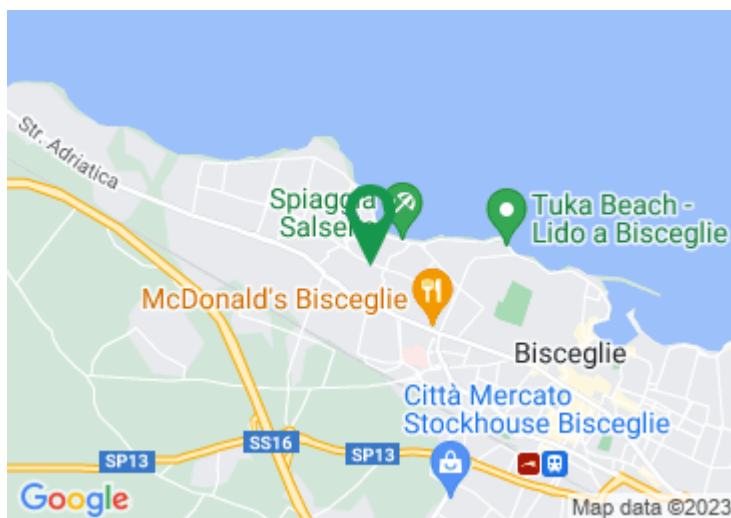 Str. Adriatica
Spiaggia
Salsello
Tuka Beach -
Lido a Bisceglie
McDonald's Bisceglie
Bisceglie
Città Mercato
Stockhouse Bisceglie
SS16
SP13
SP13
Google
Map data ©2023